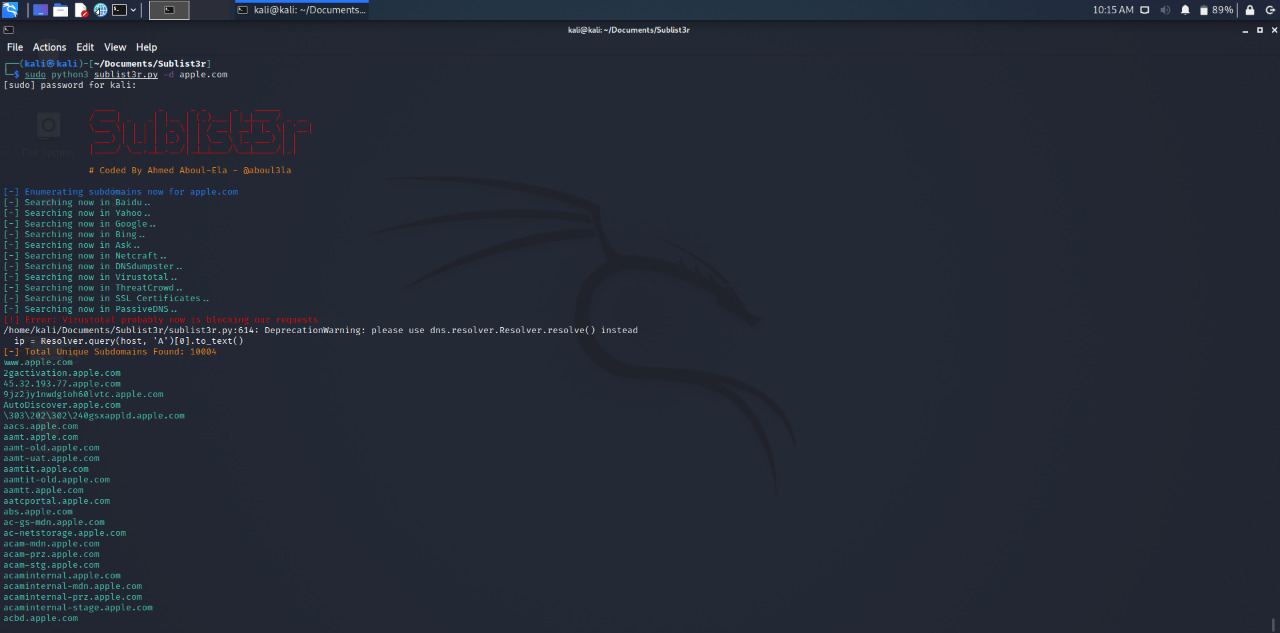 kali@kali: ~/Documents...
10:15 AM
89%
kali@kali: ~/Documents/Sublist3r
File Actions Edit View Help
┌──(kali㉿kali)-[~/Documents/Sublist3r]
└─$ sudo python3 sublist3r.py -d apple.com
[sudo] password for kali:
Sublist3r
# Coded By Ahmed Aboul-Ela - @aboul3la
[-] Enumerating subdomains now for apple.com
[-] Searching now in Baidu..
[-] Searching now in Yahoo..
[-] Searching now in Google..
[-] Searching now in Bing..
[-] Searching now in Ask..
[-] Searching now in Netcraft..
[-] Searching now in DNSdumpster..
[-] Searching now in Virustotal..
[-] Searching now in ThreatCrowd..
[-] Searching now in SSL Certificates..
[-] Searching now in PassiveDNS..
[!] Error: Virustotal probably now is blocking our requests
/home/kali/Documents/Sublist3r/sublist3r.py:614: DeprecationWarning: please use dns.resolver.Resolver.resolve() instead
ip = Resolver.query(host, 'A')[0].to_text()
[-] Total Unique Subdomains Found: 10004
www.apple.com
2gactivation.apple.com
45.32.193.77.apple.com
9jz2jy1nwdg1oh60lvtc.apple.com
AutoDiscover.apple.com
\303\202\302\240gsxappld.apple.com
aacs.apple.com
aamt.apple.com
aamt-old.apple.com
aamt-uat.apple.com
aamtit.apple.com
aamtit-old.apple.com
aamtt.apple.com
aatcportal.apple.com
abs.apple.com
ac-gs-mdn.apple.com
ac-netstorage.apple.com
acam-mdn.apple.com
acam-prz.apple.com
acam-stg.apple.com
acaminternal.apple.com
acaminternal-mdn.apple.com
acaminternal-prz.apple.com
acaminternal-stage.apple.com
acbd.apple.com